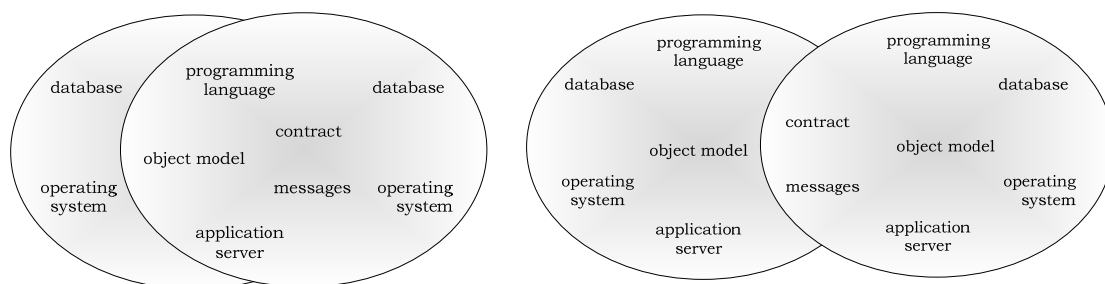 database
programming
language
database
contract
object model
operating
system
messages
operating
system
application
server
programming
language
database
object model
operating
system
application
server
programming
language
database
contract
object model
messages
operating
system
application
server